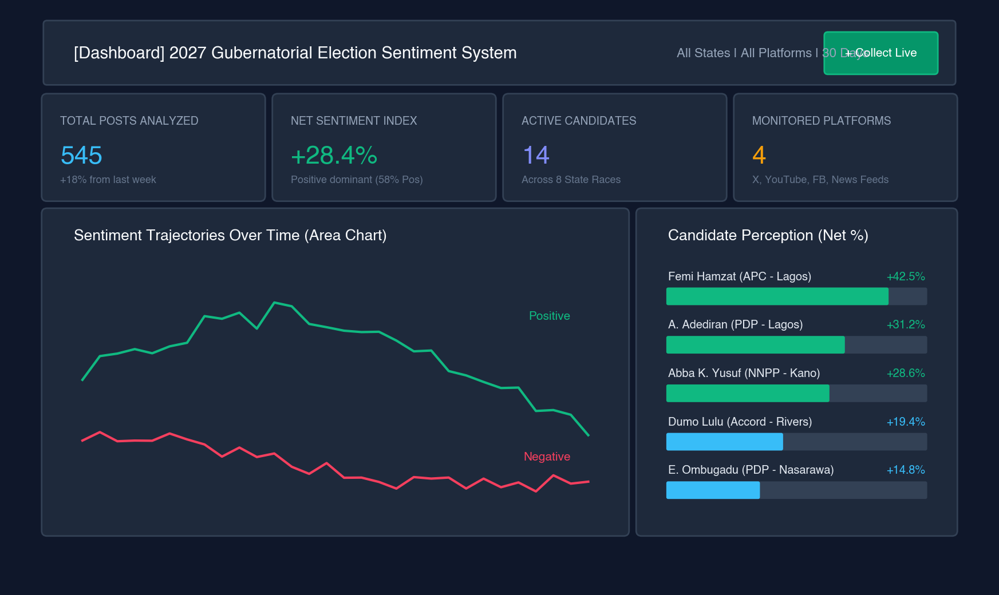 [Dashboard] 2027 Gubernatorial Election Sentiment System
All States | All Platforms | 30 Days
+ Collect Live
TOTAL POSTS ANALYZED
545
+18% from last week
NET SENTIMENT INDEX
+28.4%
Positive dominant (58% Pos)
ACTIVE CANDIDATES
14
Across 8 State Races
MONITORED PLATFORMS
4
X, YouTube, FB, News Feeds
Sentiment Trajectories Over Time (Area Chart)
Positive
Negative
Candidate Perception (Net %)
Femi Hamzat (APC - Lagos) +42.5%
A. Adediran (PDP - Lagos) +31.2%
Abba K. Yusuf (NNPP - Kano) +28.6%
Dumo Lulu (Accord - Rivers) +19.4%
E. Ombugadu (PDP - Nasarawa) +14.8%